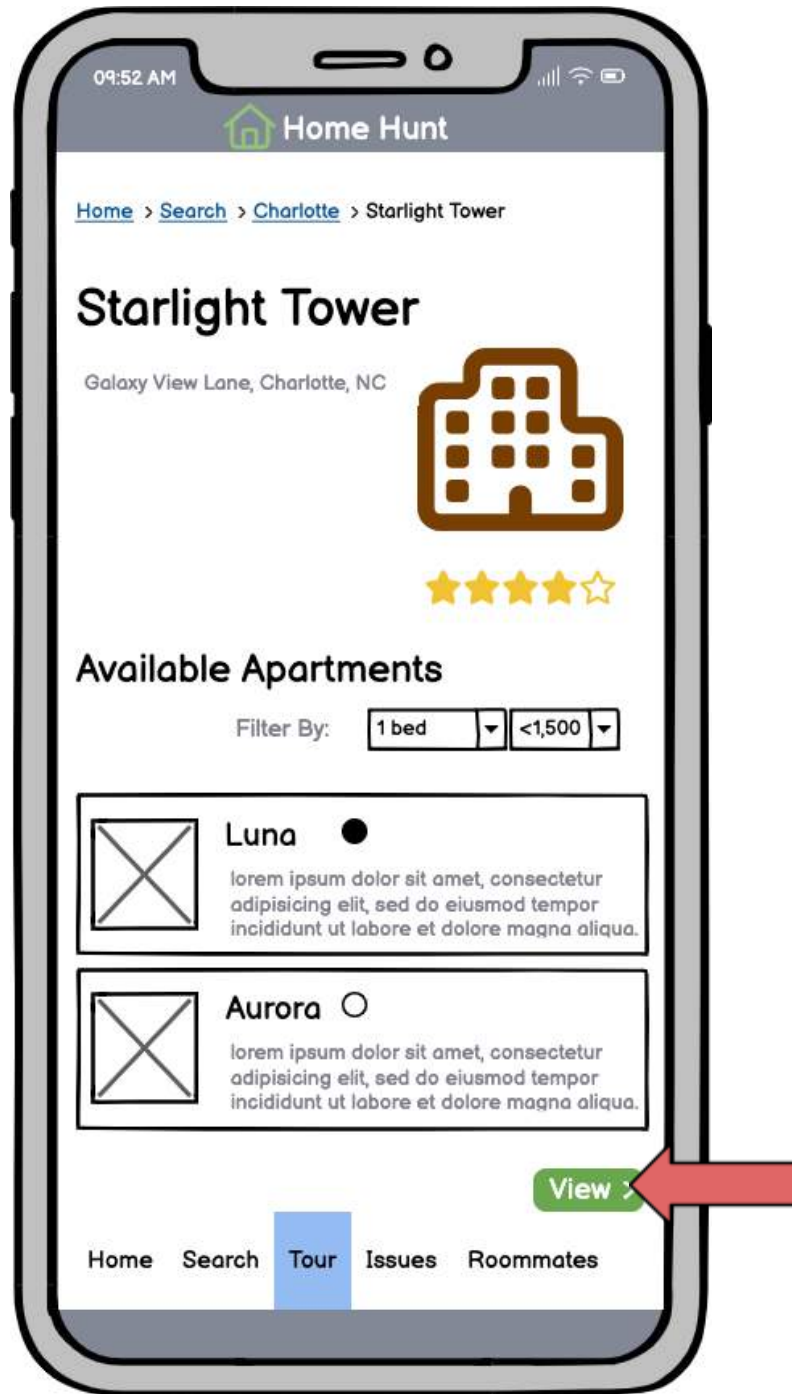 09:52 AM
Home Hunt
Home > Search > Charlotte > Starlight Tower
Starlight Tower
Galaxy View Lane, Charlotte, NC
Available Apartments
Filter By: 1 bed <1,500
Luna
lorem ipsum dolor sit amet, consectetur
adipisicing elit, sed do eiusmod tempor
incididunt ut labore et dolore magna aliqua.
Aurora
lorem ipsum dolor sit amet, consectetur
adipisicing elit, sed do eiusmod tempor
incididunt ut labore et dolore magna aliqua.
View >
Home Search Tour Issues Roommates